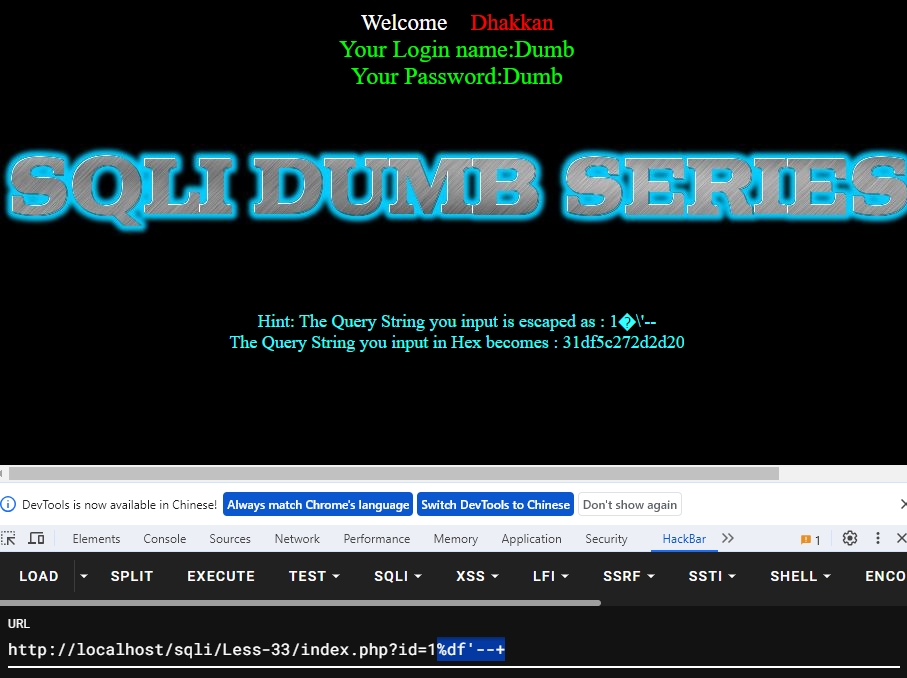 Welcome Dhakkan
Your Login name:Dumb
Your Password:Dumb
SQLI DUMB SERIES
Hint: The Query String you input is escaped as : 1�\'--
The Query String you input in Hex becomes : 31df5c272d2d20
DevTools is now available in Chinese! Always match Chrome's language Switch DevTools to Chinese Don't show again
Elements Console Sources Network Performance Memory Application Security HackBar 1
LOAD SPLIT EXECUTE TEST SQLI XSS LFI SSRF SSTI SHELL ENCO
URL
http://localhost/sqli/Less-33/index.php?id=1%df'--+